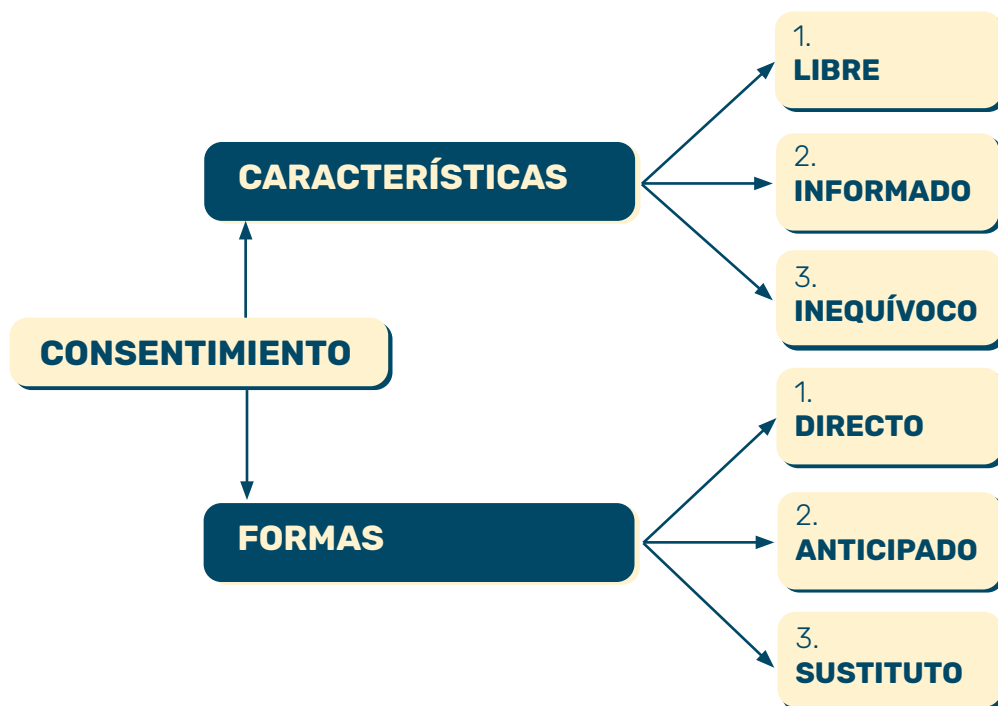 1.
LIBRE
CARACTERÍSTICAS
2.
INFORMADO
3.
INEQUÍVOCO
CONSENTIMIENTO
1.
DIRECTO
FORMAS
2.
ANTICIPADO
3.
SUSTITUTO